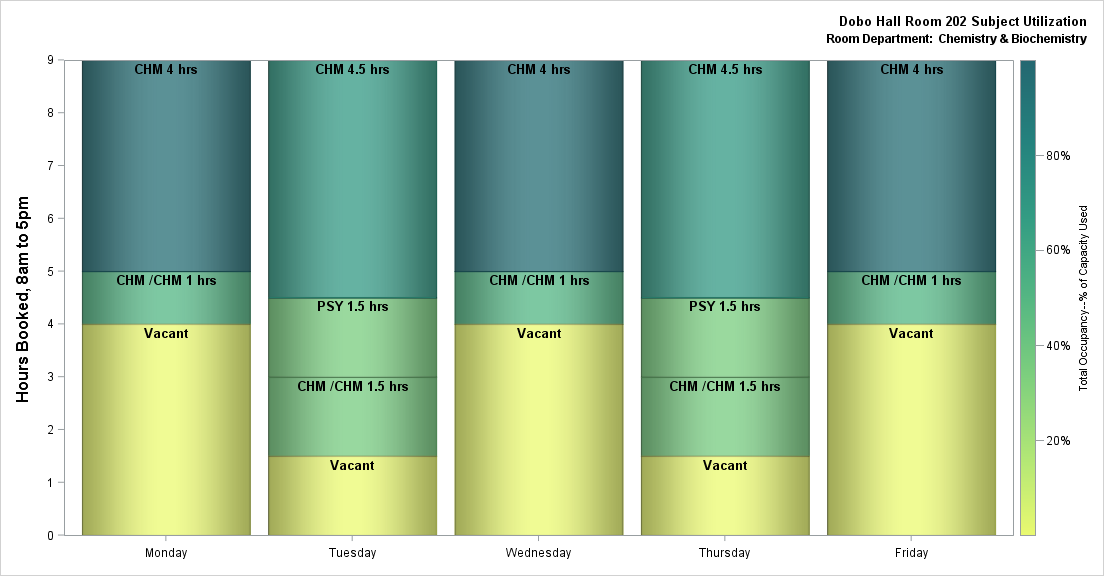 Dobo Hall Room 202 Subject Utilization
Room Department: Chemistry & Biochemistry
Hours Booked, 8am to 5pm
9
8
7
6
5
4
3
2
1
0
CHM 4 hrs
CHM /CHM 1 hrs
Vacant
CHM 4.5 hrs
PSY 1.5 hrs
CHM /CHM 1.5 hrs
Vacant
CHM 4 hrs
CHM /CHM 1 hrs
Vacant
CHM 4.5 hrs
PSY 1.5 hrs
CHM /CHM 1.5 hrs
Vacant
CHM 4 hrs
CHM /CHM 1 hrs
Vacant
Monday
Tuesday
Wednesday
Thursday
Friday
80%
60%
40%
20%
Total Occupancy--% of Capacity Used